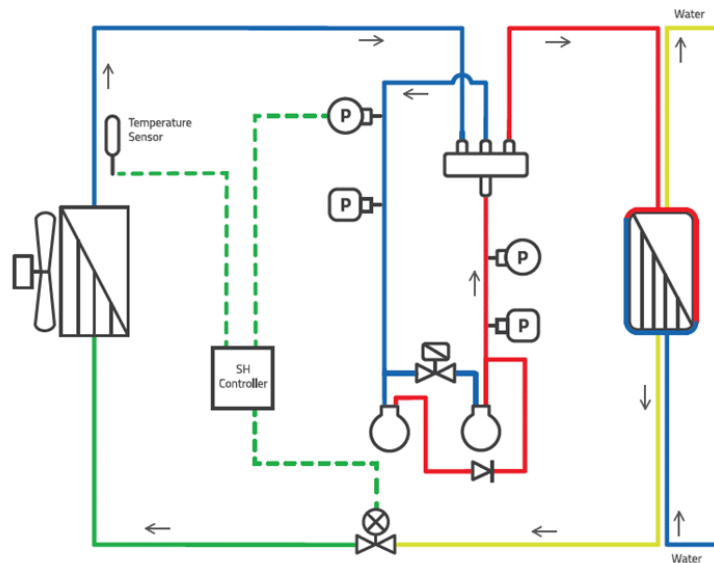 Water
Temperature
Sensor
P
P
P
P
SH
Controller
Water